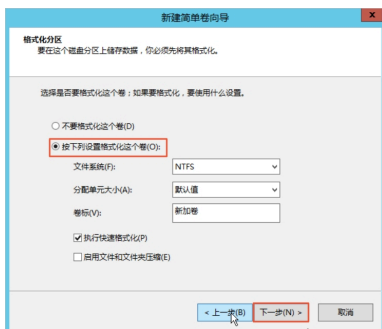 新建简单卷向导
x
格式化分区
要在这个磁盘分区上储存数据，你必须先将其格式化。
选择是否要格式化这个卷；如果要格式化，要使用什么设置。
不要格式化这个卷(D)
按下列设置格式化这个卷(O):
文件系统(F): NTFS
分配单元大小(A): 默认值
卷标(V): 新加卷
执行快速格式化(P)
启用文件和文件夹压缩(E)
< 上一步(B) 下一步(N) > 取消